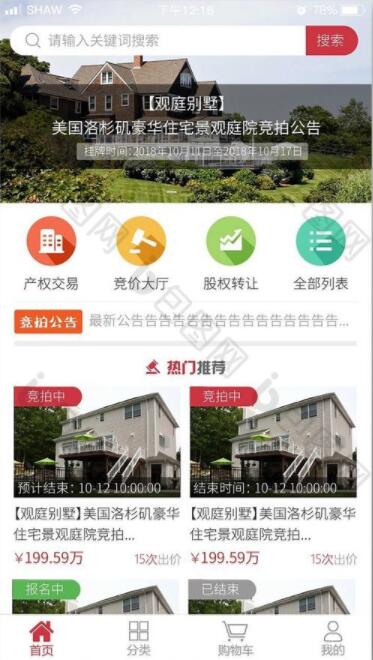 SHAW 下午12:15 78%
请输入关键词搜索 搜索
【观庭别墅】
美国洛杉矶豪华住宅景观庭院竞拍公告
挂牌时间:2018年10月11日至2018年10月17日
产权交易 竞价大厅 股权转让 全部列表
竞拍公告 最新公告告告告告告告告告告告告告告...
热门推荐
竞拍中 竞拍中
预计结束：10-12 10:00:00 结束时间：10-12 10:00:00
【观庭别墅】美国洛杉矶豪华 【观庭别墅】美国洛杉矶豪华
住宅景观庭院竞拍... 住宅景观庭院竞拍...
¥199.59万 15次出价 ¥199.59万 15次出价
报名中 已结束
首页 分类 购物车 我的